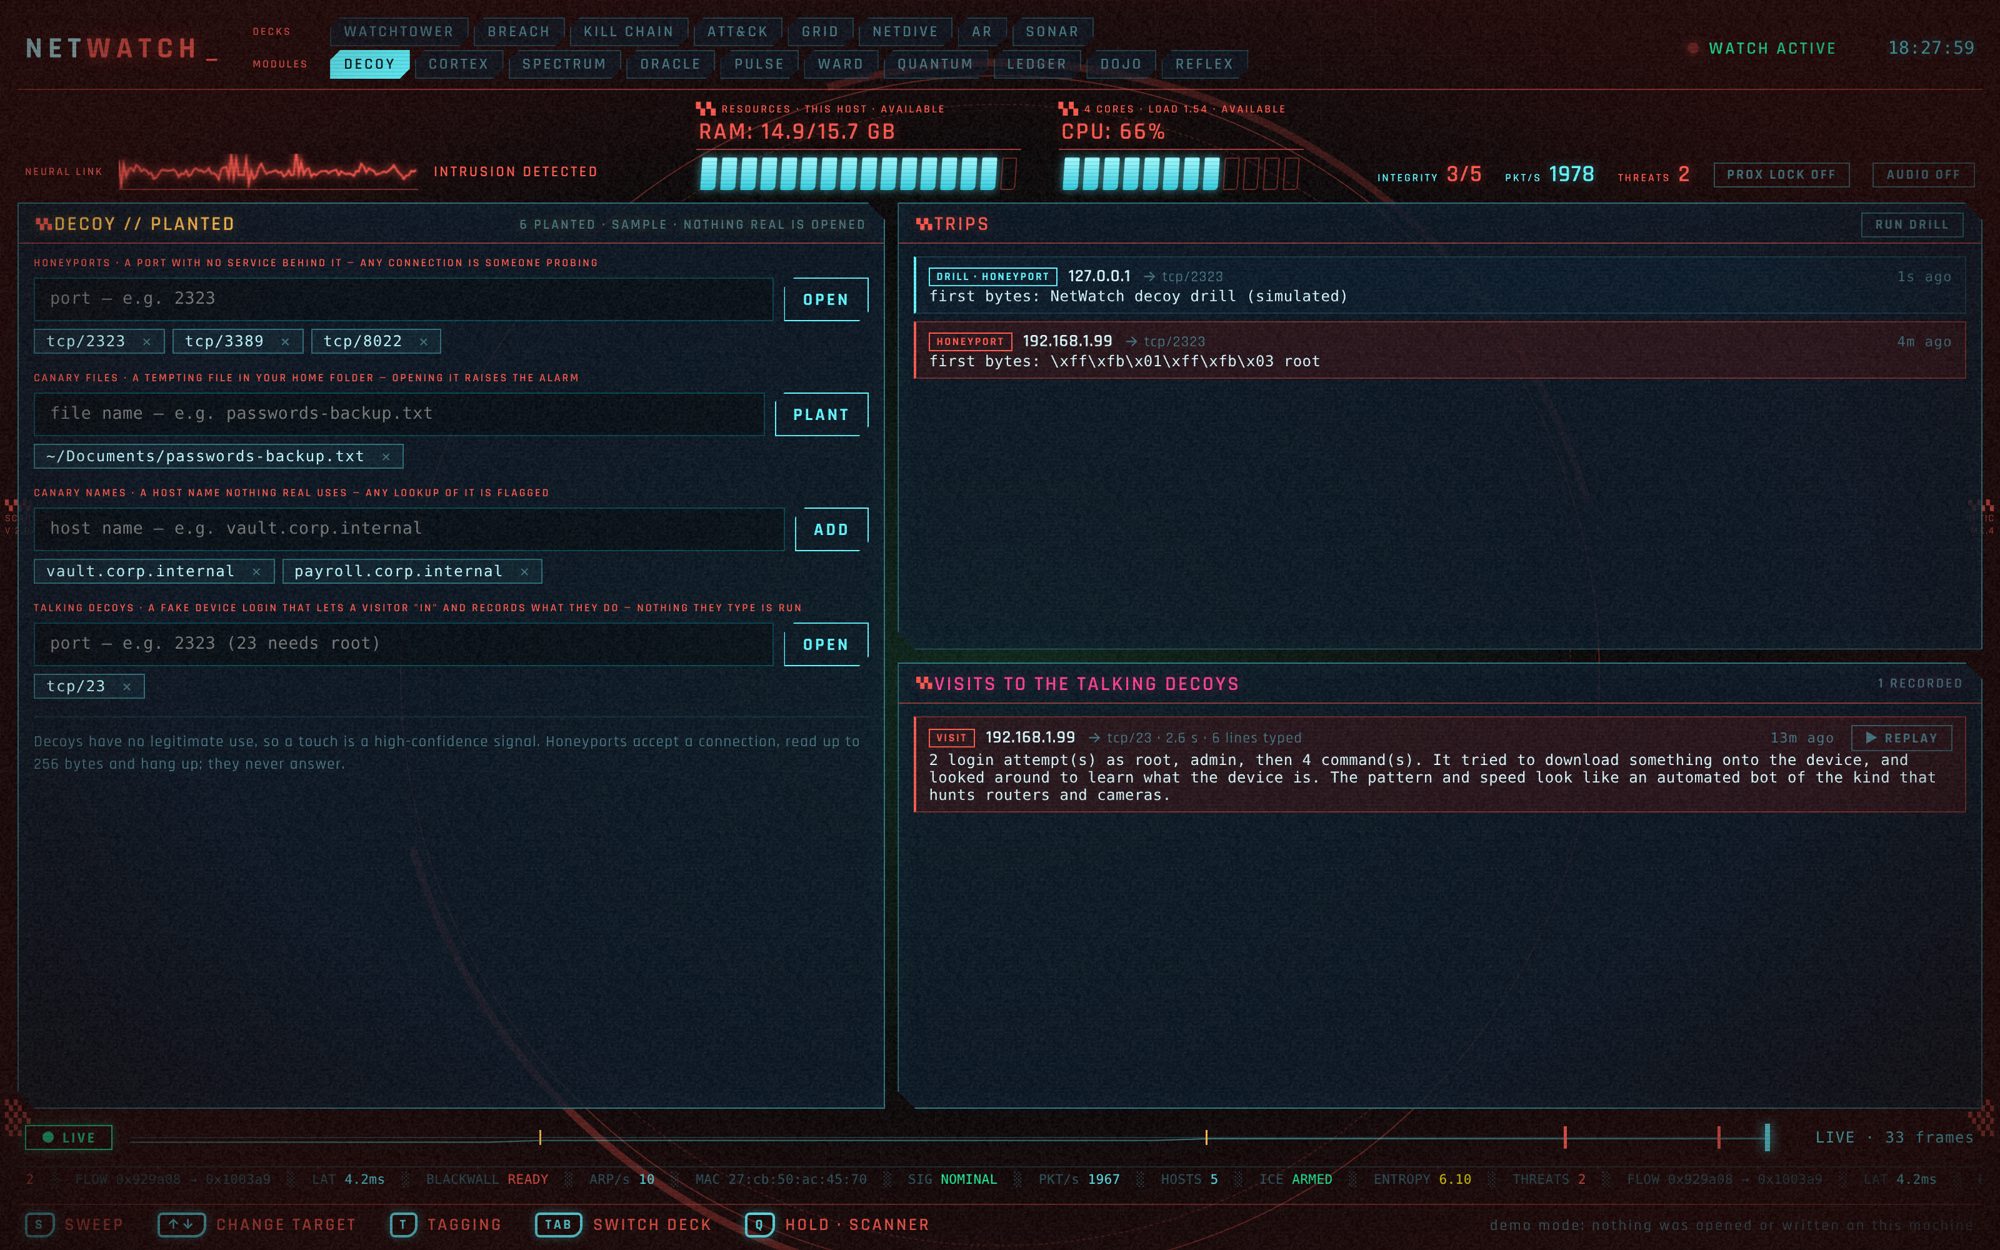 NETWATCH_
DECKS WATCHTOWER BREACH KILL CHAIN ATT&CK GRID NETDIVE AR SONAR
MODULES DECOY CORTEX SPECTRUM ORACLE PULSE WARD QUANTUM LEDGER DOJO REFLEX
WATCH ACTIVE 18:27:59
RESOURCES · THIS HOST · AVAILABLE
RAM: 14.9/15.7 GB
4 CORES · LOAD 1.54 · AVAILABLE
CPU: 66%
NEURAL LINK INTRUSION DETECTED
INTEGRITY 3/5 PKT/S 1978 THREATS 2 PROX LOCK OFF AUDIO OFF
DECOY // PLANTED 6 PLANTED · SAMPLE · NOTHING REAL IS OPENED
HONEYPORTS · A PORT WITH NO SERVICE BEHIND IT — ANY CONNECTION IS SOMEONE PROBING
port — e.g. 2323 OPEN
tcp/2323 × tcp/3389 × tcp/8022 ×
CANARY FILES · A TEMPTING FILE IN YOUR HOME FOLDER — OPENING IT RAISES THE ALARM
file name — e.g. passwords-backup.txt PLANT
~/Documents/passwords-backup.txt ×
CANARY NAMES · A HOST NAME NOTHING REAL USES — ANY LOOKUP OF IT IS FLAGGED
host name — e.g. vault.corp.internal ADD
vault.corp.internal × payroll.corp.internal ×
TALKING DECOYS · A FAKE DEVICE LOGIN THAT LETS A VISITOR "IN" AND RECORDS WHAT THEY DO — NOTHING THEY TYPE IS RUN
port — e.g. 2323 (23 needs root) OPEN
tcp/23 ×
Decoys have no legitimate use, so a touch is a high-confidence signal. Honeyports accept a connection, read up to
256 bytes and hang up; they never answer.
TRIPS RUN DRILL
DRILL · HONEYPORT 127.0.0.1 → tcp/2323 1s ago
first bytes: NetWatch decoy drill (simulated)
HONEYPORT 192.168.1.99 → tcp/2323 4m ago
first bytes: \xff\xfb\x01\xff\xfb\x03 root
VISITS TO THE TALKING DECOYS 1 RECORDED
VISIT 192.168.1.99 → tcp/23 · 2.6 s · 6 lines typed 13m ago ▶ REPLAY
2 login attempt(s) as root, admin, then 4 command(s). It tried to download something onto the device, and
looked around to learn what the device is. The pattern and speed look like an automated bot of the kind that
hunts routers and cameras.
LIVE LIVE · 33 frames
2 FLOW 0x929a08 → 0x1003a9 LAT 4.2ms BLACKWALL READY ARP/s 10 MAC 27:cb:50:ac:45:70 SIG NOMINAL PKT/s 1967 HOSTS 5 ICE ARMED ENTROPY 6.10 THREATS 2 FLOW 0x929a08 → 0x1003a9 LAT 4.2ms
S SWEEP ↑↓ CHANGE TARGET T TAGGING TAB SWITCH DECK Q HOLD · SCANNER
demo mode: nothing was opened or written on this machine